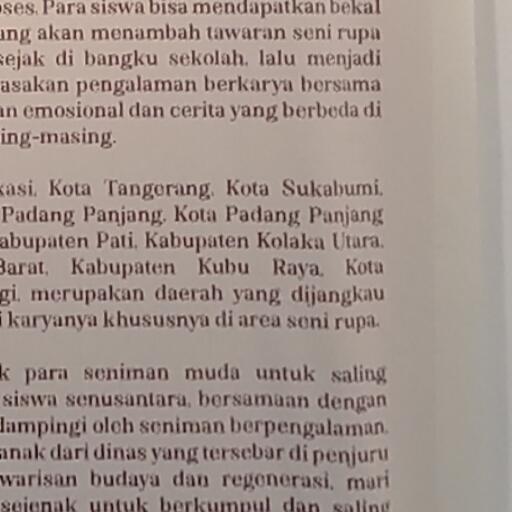 oses. Para siswa bisa mendapatkan bekal
ung akan menambah tawaran seni rupa
sejak di bangku sekolah, lalu menjadi
asakan pengalaman berkarya bersama
an emosional dan cerita yang berbeda di
ing-masing.
kasi, Kota Tangerang, Kota Sukabumi,
Padang Panjang, Kota Padang Panjang
abupaten Pati, Kabupaten Kolaka Utara,
Barat, Kabupaten Kubu Raya, Kota
gi, merupakan daerah yang dijangkau
i karyanya khususnya di area seni rupa.
k para seniman muda untuk saling
siswa senusantara, bersamaan dengan
dampingi oleh seniman berpengalaman.
anak dari dinas yang tersebar di penjuru
warisan budaya dan regenerasi, mari
sejenak untuk berkumpul dan saling